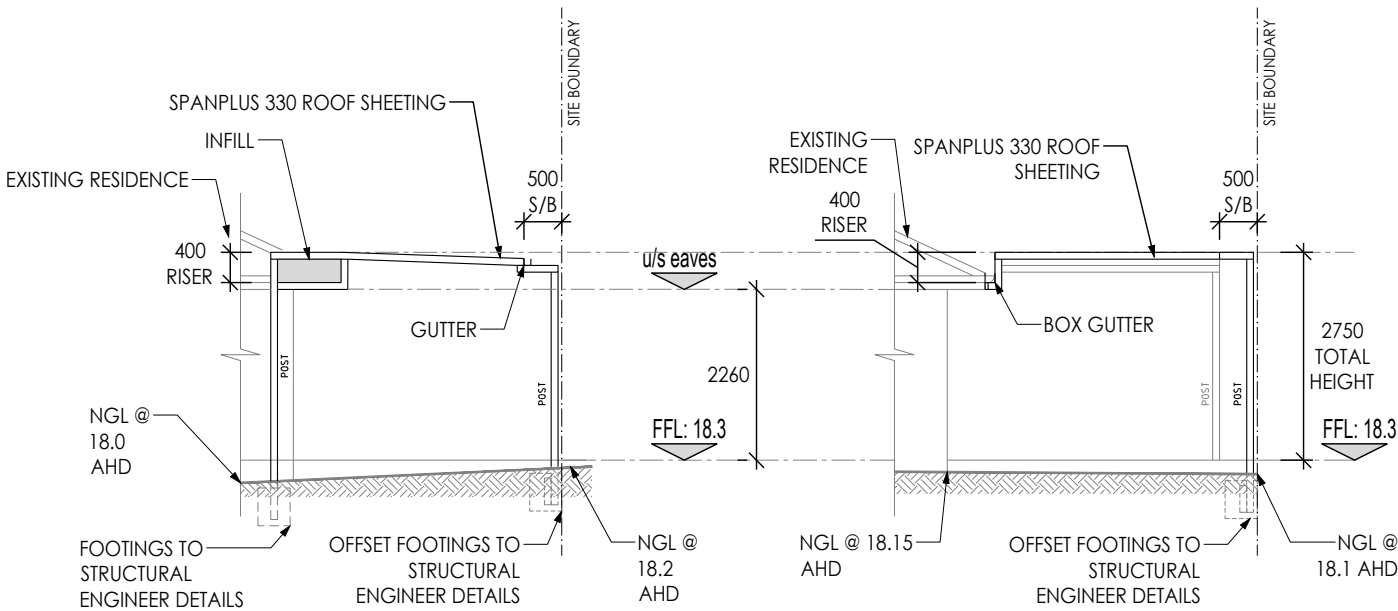 SITE BOUNDARY
SPANPLUS 330 ROOF SHEETING
INFILL
EXISTING RESIDENCE
500
S/B
400
RISER
GUTTER
POST
POST
NGL @
18.0
AHD
FOOTINGS TO
STRUCTURAL
ENGINEER DETAILS
OFFSET FOOTINGS TO
STRUCTURAL
ENGINEER DETAILS
NGL @
18.2
AHD
u/s eaves
2260
FFL: 18.3
SITE BOUNDARY
EXISTING
RESIDENCE
SPANPLUS 330 ROOF
SHEETING
500
S/B
400
RISER
BOX GUTTER
2750
TOTAL
HEIGHT
POST
POST
FFL: 18.3
NGL @ 18.15
AHD
OFFSET FOOTINGS TO
STRUCTURAL
ENGINEER DETAILS
NGL @
18.1 AHD